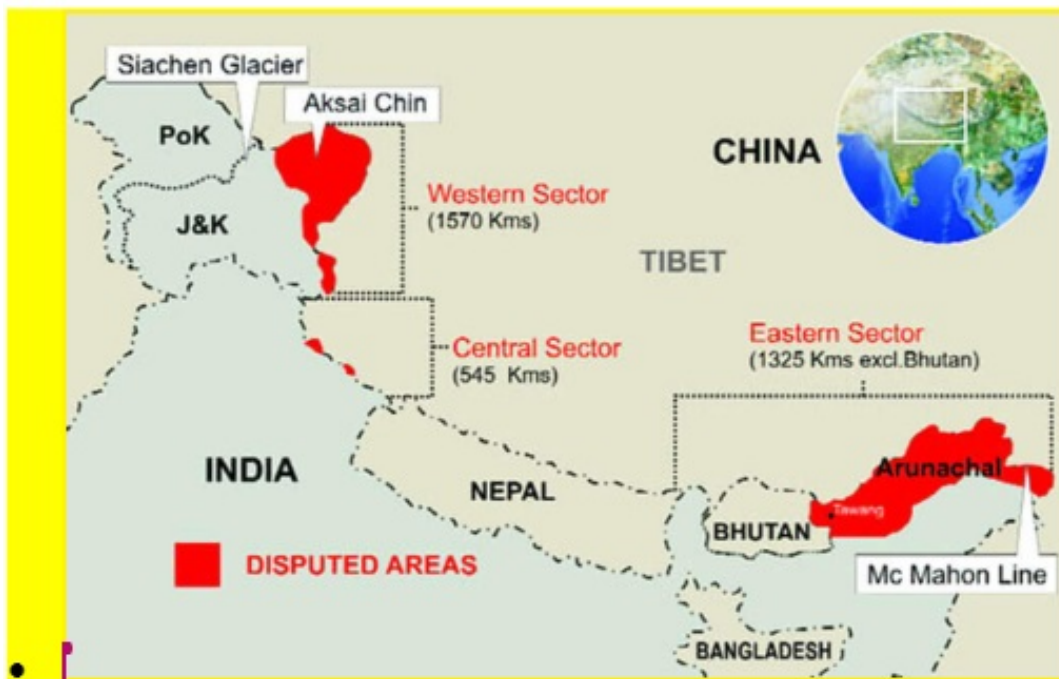 Siachen Glacier
Aksai Chin
PoK
CHINA
Western Sector
(1570 Kms)
J&K
TIBET
Eastern Sector
(1325 Kms excl.Bhutan)
Central Sector
(545 Kms)
INDIA
NEPAL
Arunachal
Tawang
BHUTAN
DISPUTED AREAS
Mc Mahon Line
BANGLADESH